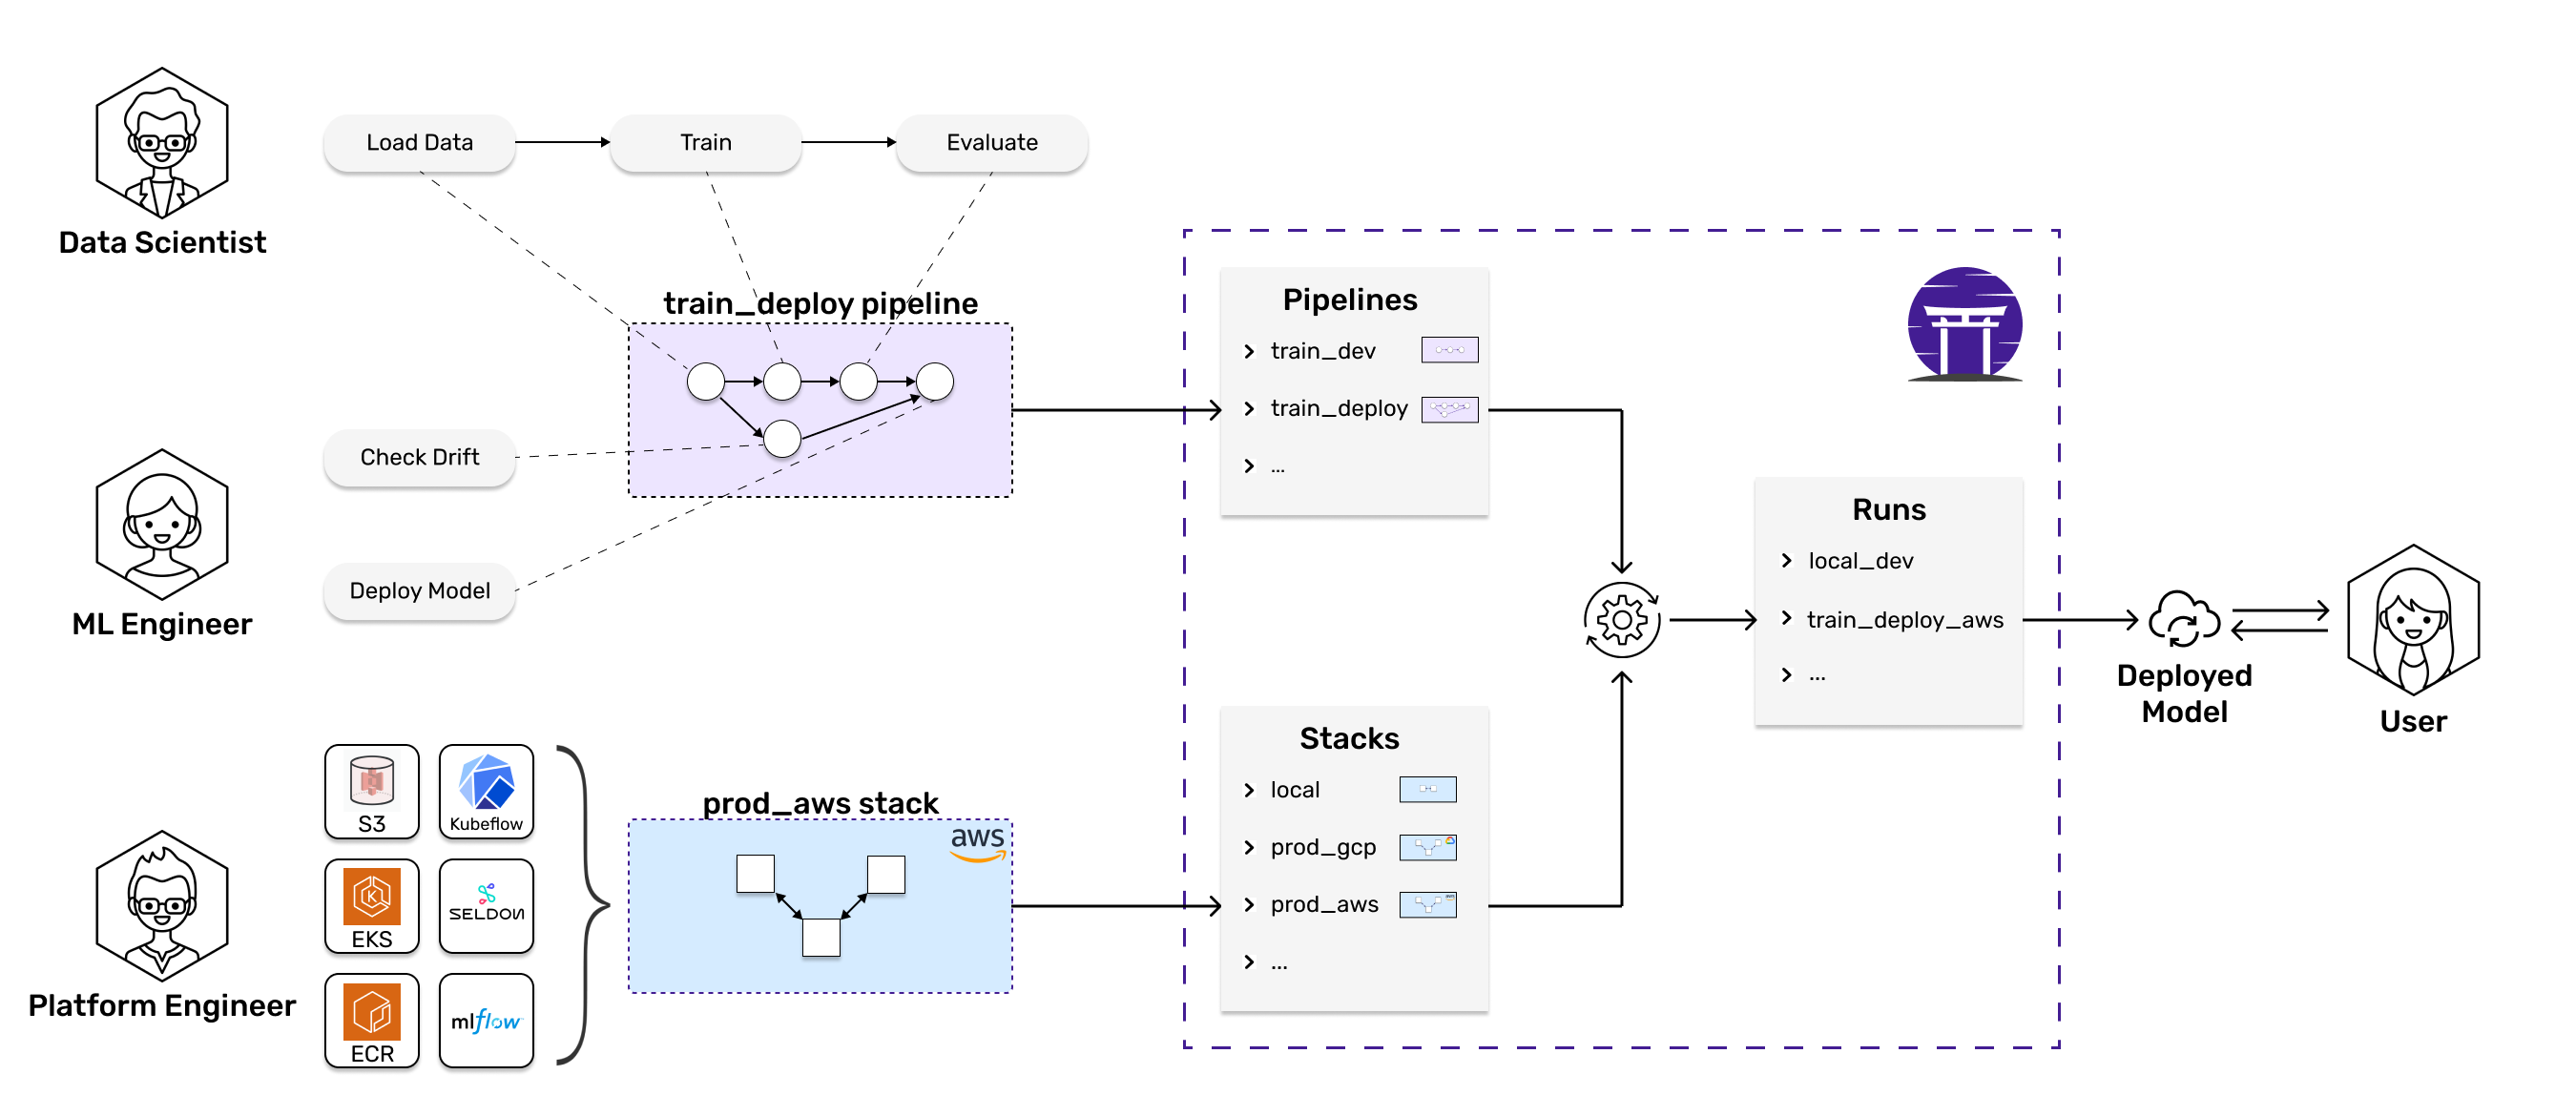 Load Data
Train
Evaluate
Data Scientist
train_deploy pipeline
Check Drift
ML Engineer
Deploy Model
S3
Kubeflow
EKS
SELDON
Platform Engineer
ECR
mlflow
prod_aws stack
aws
Pipelines
train_dev
train_deploy
...
Stacks
local
prod_gcp
prod_aws
...
Runs
local_dev
train_deploy_aws
...
Deployed
Model
User